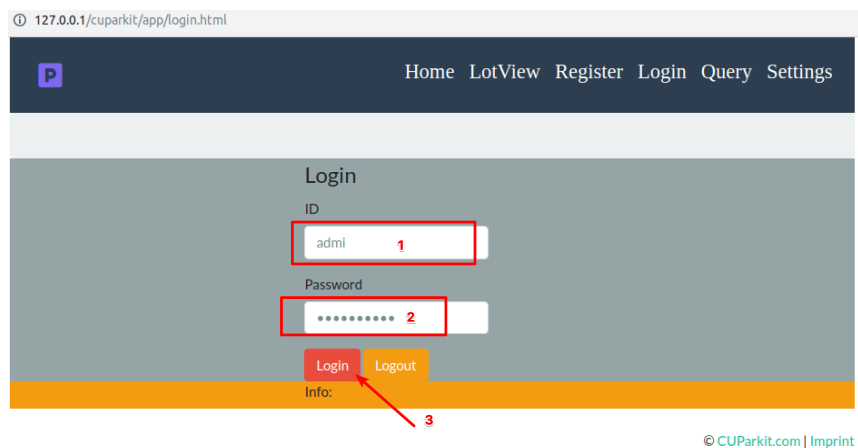 127.0.0.1/cuparkit/app/login.html
P Home LotView Register Login Query Settings
Login
ID
admi 1
Password
•••••••••• 2
Login Logout
Info:
3
© CUParkit.com | Imprint